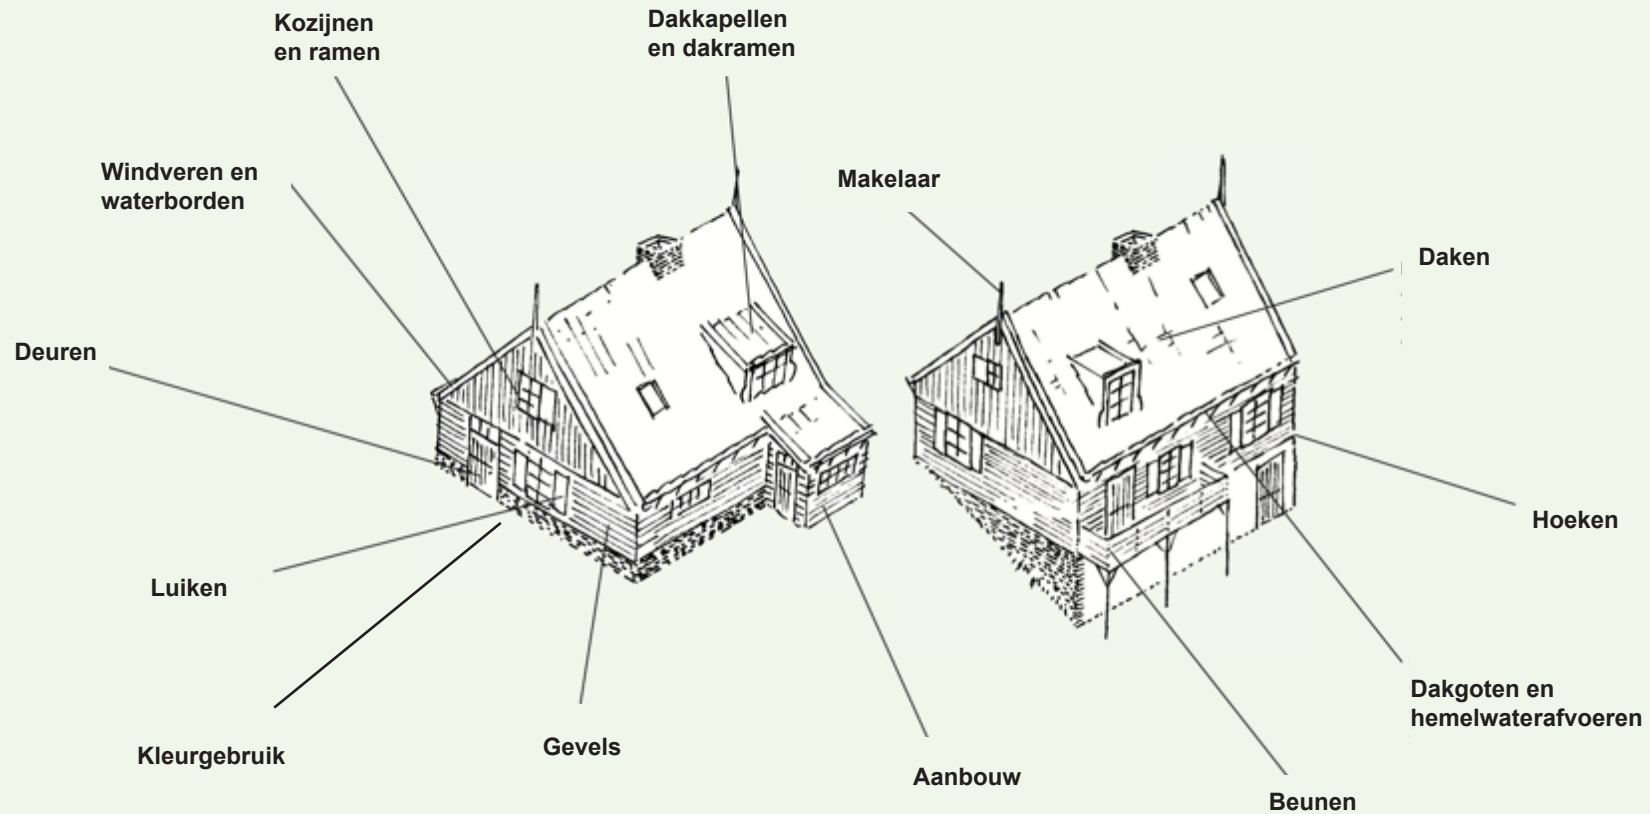 Kozijnen
en ramen
Dakkapellen
en dakramen
Windveren en
waterborden
Makelaar
Daken
Deuren
Hoeken
Luiken
Dakgoten en
hemelwaterafvoeren
Kleurgebruik
Gevels
Aanbouw
Beunen